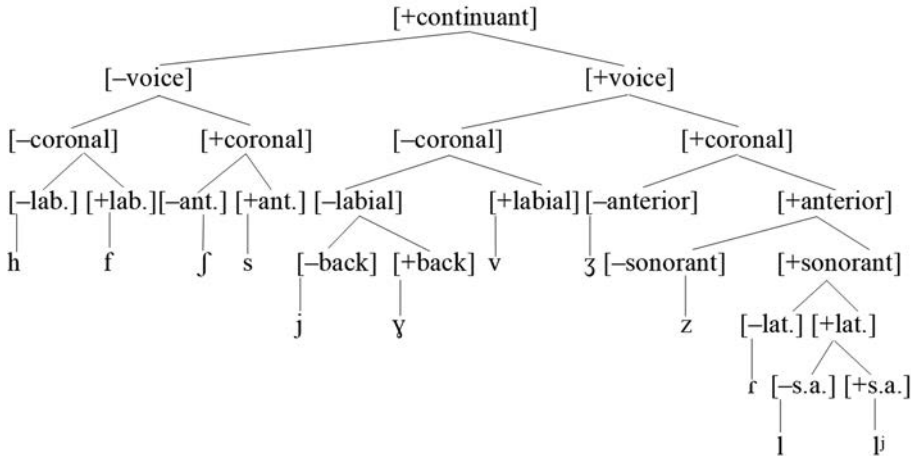 [+continuant]
[–voice] [+voice]
[–coronal] [+coronal] [–coronal] [+coronal]
[–lab.] [+lab.] [–ant.] [+ant.] [–labial] [+labial] [–anterior] [+anterior]
h f ʃ s [–back] [+back] v ʒ [–sonorant] [+sonorant]
j ɣ z [–lat.] [+lat.]
ɾ [–s.a.] [+s.a.]
l lʲ